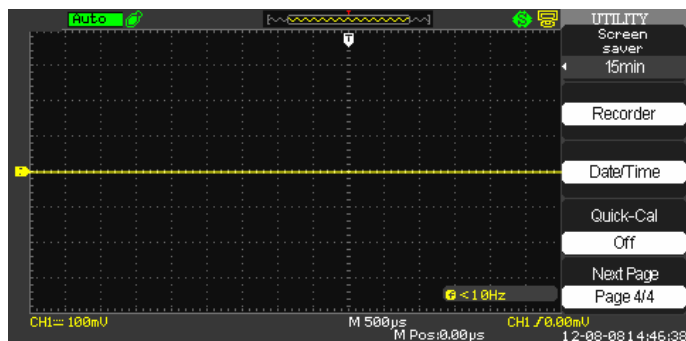 Auto
T
UTILITY
Screen
saver
15min
Recorder
Date/Time
Quick-Cal
Off
Next Page
Page 4/4
f <10Hz
CH1 100mV
M 500µs
CH1 0.00mV
M Pos:0.00µs
12-08-08 14:46:38